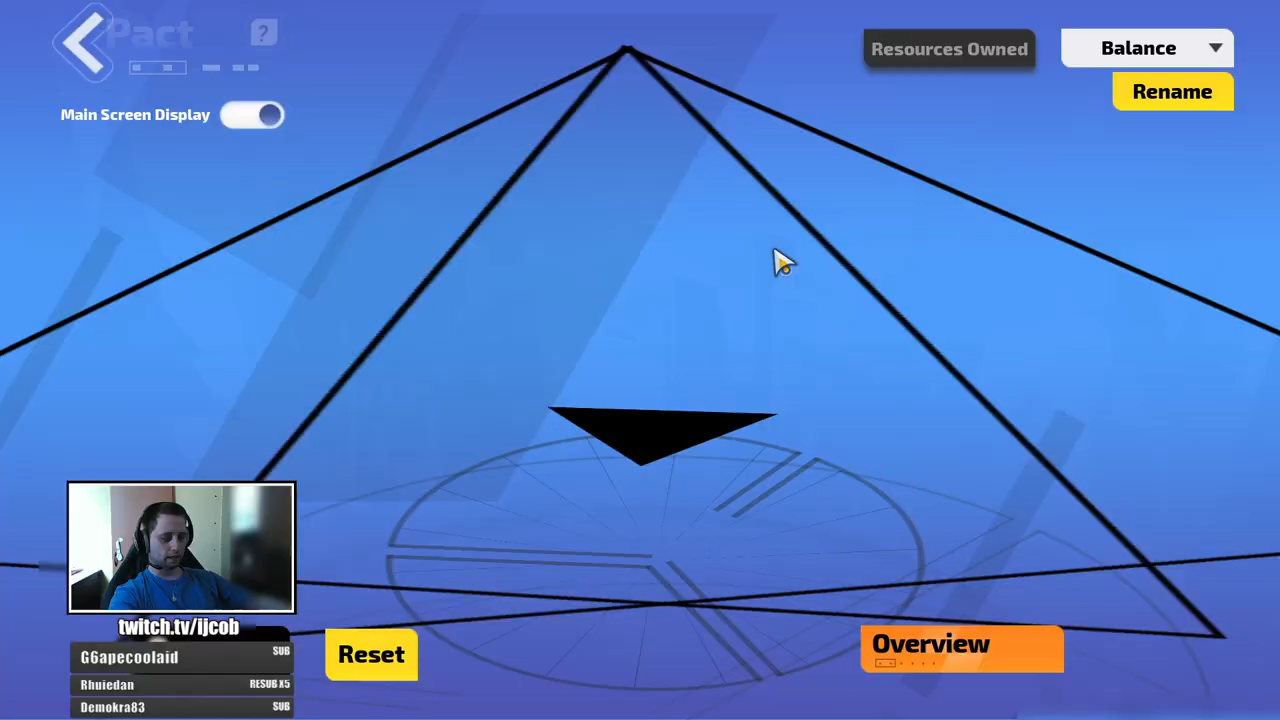 Pact
?
Resources Owned
Balance
Rename
Main Screen Display
twitch.tv/ijcob
G6apecoolaid SUB
Rhuiedan RESUB X5
Demokra83 SUB
Reset
Overview